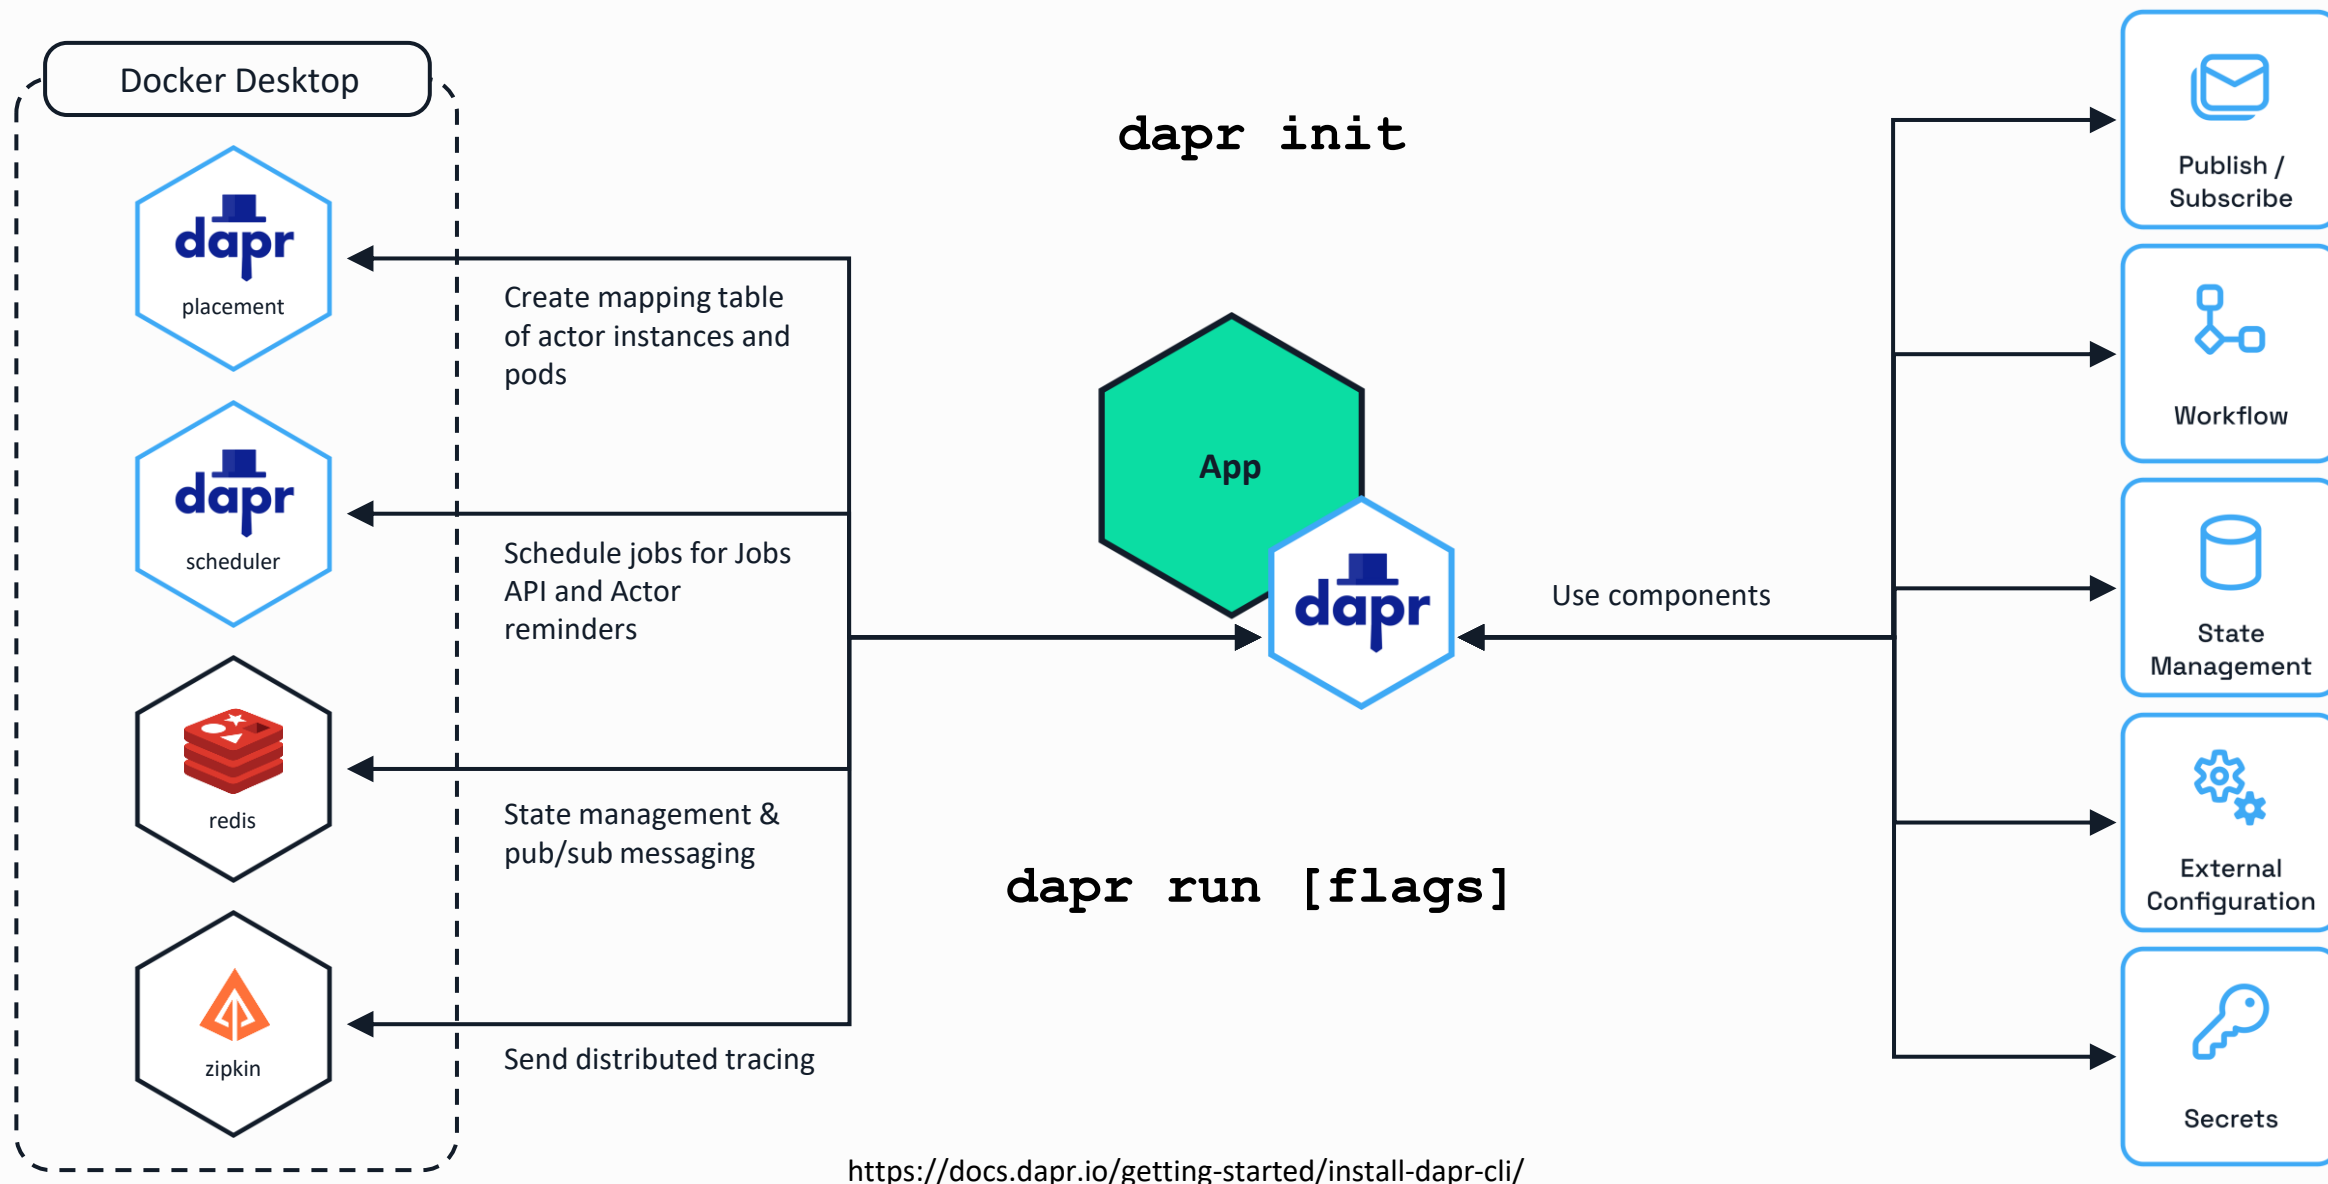 Docker Desktop
dapr
placement
dapr
scheduler
redis
zipkin
Create mapping table
of actor instances and
pods
Schedule jobs for Jobs
API and Actor
reminders
State management &
pub/sub messaging
Send distributed tracing
dapr init
App
dapr
dapr run [flags]
https://docs.dapr.io/getting-started/install-dapr-cli/
Use components
Publish /
Subscribe
Workflow
State
Management
External
Configuration
Secrets